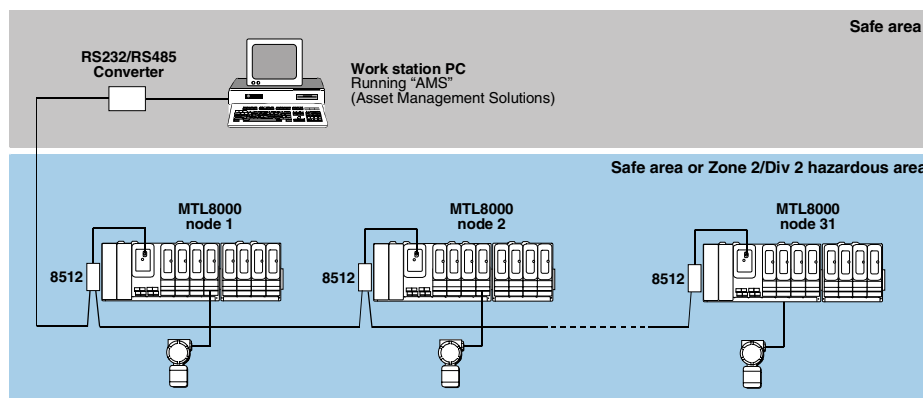 Safe area
RS232/RS485
Converter
Work station PC
Running “AMS”
(Asset Management Solutions)
Safe area or Zone 2/Div 2 hazardous area
MTL8000
node 1
MTL8000
node 2
MTL8000
node 31
8512
8512
8512